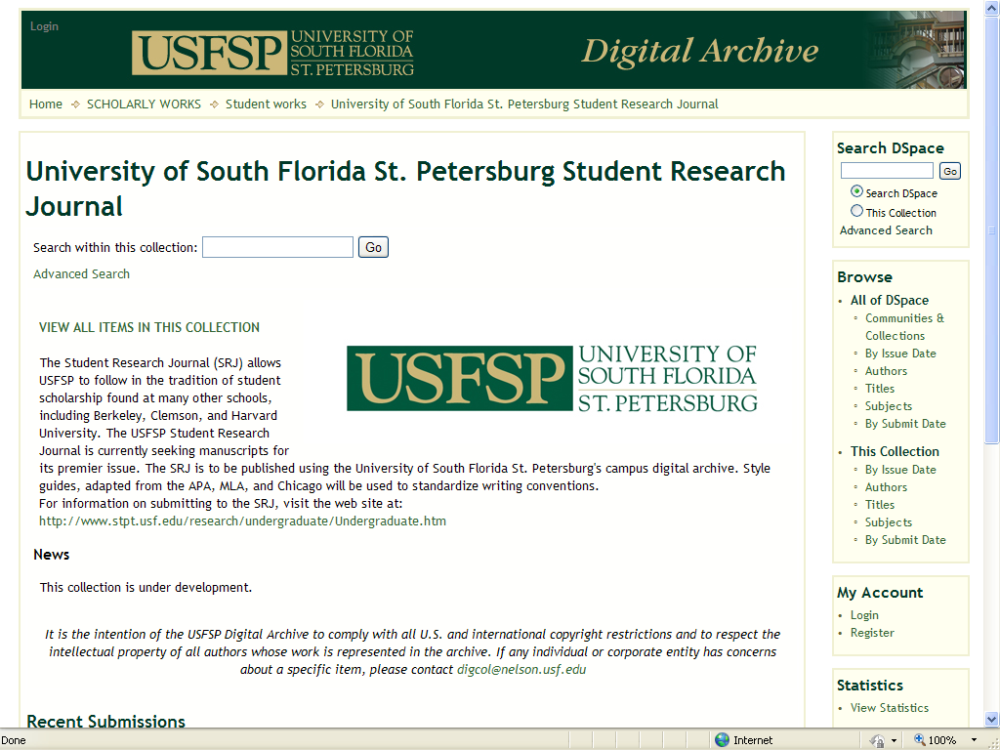 Login
USFSP UNIVERSITY OF
SOUTH FLORIDA
ST. PETERSBURG
Digital Archive
Home SCHOLARLY WORKS Student works University of South Florida St. Petersburg Student Research Journal
University of South Florida St. Petersburg Student Research
Journal
Search within this collection: Go
Advanced Search
VIEW ALL ITEMS IN THIS COLLECTION
USFSP UNIVERSITY OF
SOUTH FLORIDA
ST. PETERSBURG
The Student Research Journal (SRJ) allows
USFSP to follow in the tradition of student
scholarship found at many other schools,
including Berkeley, Clemson, and Harvard
University. The USFSP Student Research
Journal is currently seeking manuscripts for
its premier issue. The SRJ is to be published using the University of South Florida St. Petersburg's campus digital archive. Style
guides, adapted from the APA, MLA, and Chicago will be used to standardize writing conventions.
For information on submitting to the SRJ, visit the web site at:
http://www.stpt.usf.edu/research/undergraduate/Undergraduate.htm
News
This collection is under development.
It is the intention of the USFSP Digital Archive to comply with all U.S. and international copyright restrictions and to respect the
intellectual property of all authors whose work is represented in the archive. If any individual or corporate entity has concerns
about a specific item, please contact digcol@nelson.usf.edu
Recent Submissions
Search DSpace
Go
Search DSpace
This Collection
Advanced Search
Browse
All of DSpace
Communities &
Collections
By Issue Date
Authors
Titles
Subjects
By Submit Date
This Collection
By Issue Date
Authors
Titles
Subjects
By Submit Date
My Account
Login
Register
Statistics
View Statistics
Done Internet 100%